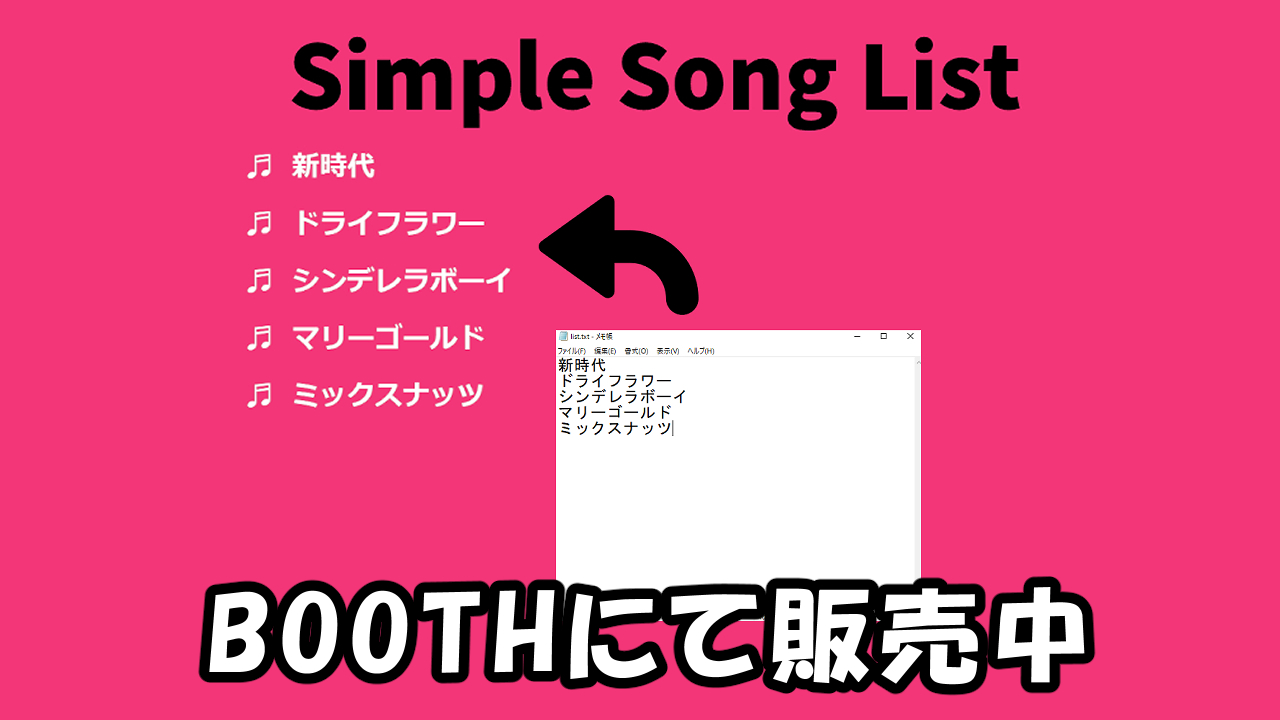 Simple Song List
♬ 新時代
♬ ドライフラワー
♬ シンデレラボーイ
♬ マリーゴールド
♬ ミックスナッツ
list.txt - メモ帳
ファイル(F) 編集(E) 書式(O) 表示(V) ヘルプ(H)
新時代
ドライフラワー
シンデレラボーイ
マリーゴールド
ミックスナッツ
BOOTHにて販売中